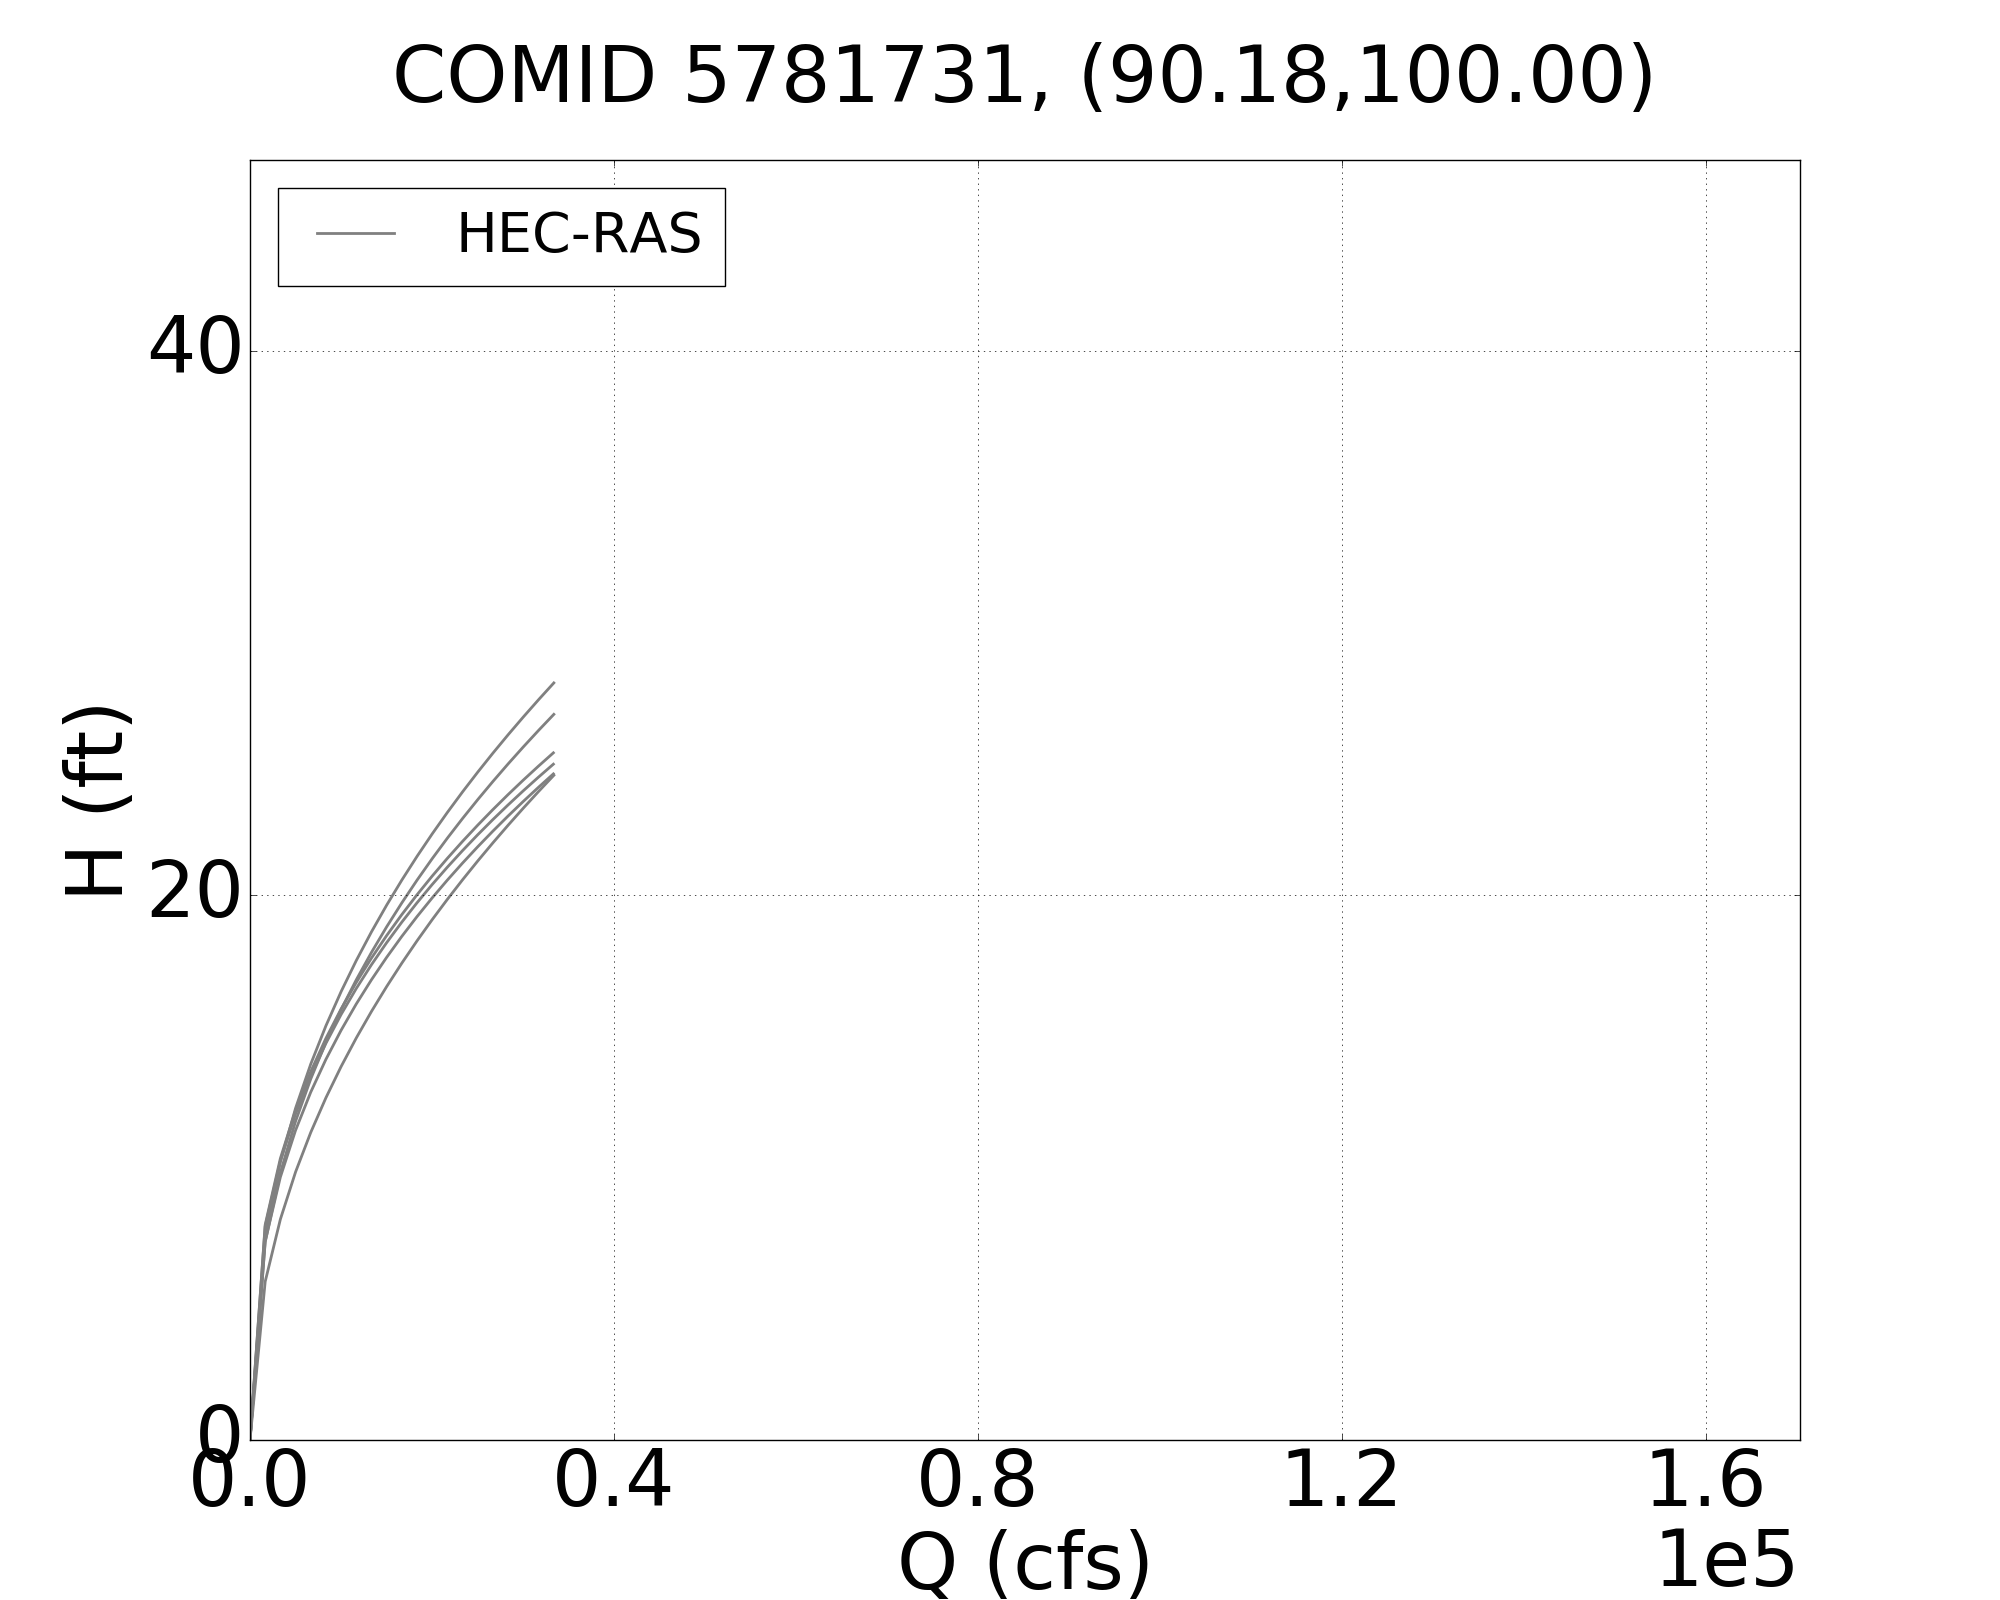 COMID 5781731, (90.18,100.00)
HEC-RAS
40
20
0
H (ft)
0.0 0.4 0.8 1.2 1.6
Q (cfs)
1e5